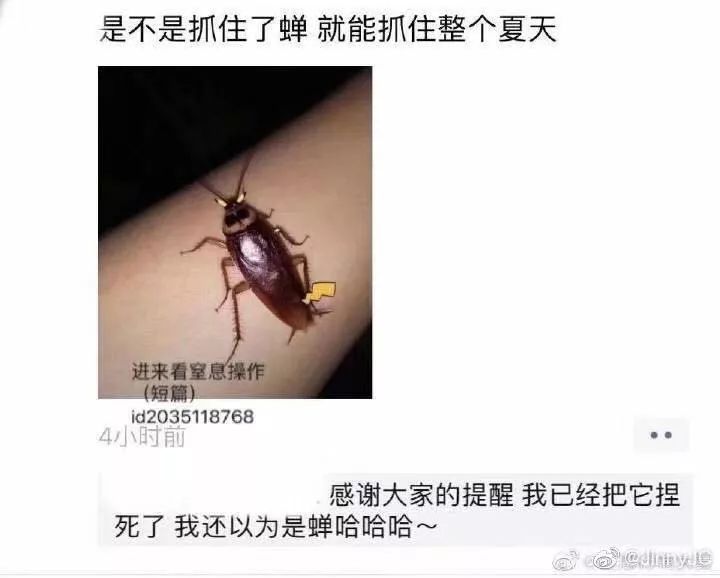 是不是抓住了蝉 就能抓住整个夏天
进来看窒息操作
(短篇)
id2035118768
4小时前
感谢大家的提醒 我已经把它捏
死了 我还以为是蝉哈哈哈～